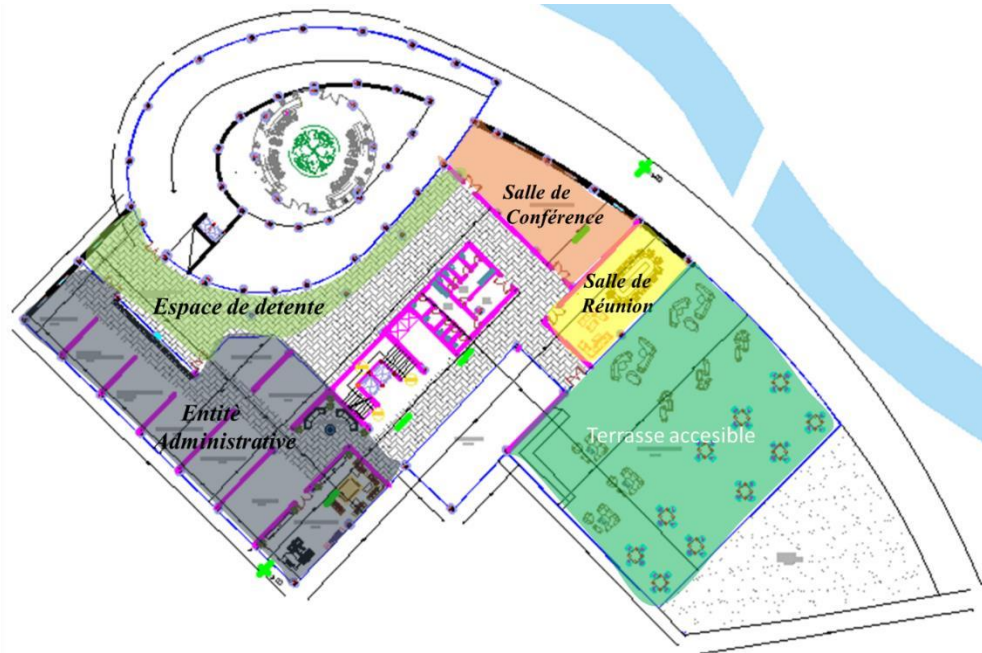 Salle de
Conférence
Salle de
Réunion
Espace de detente
Entité
Administrative
Terrasse accesible